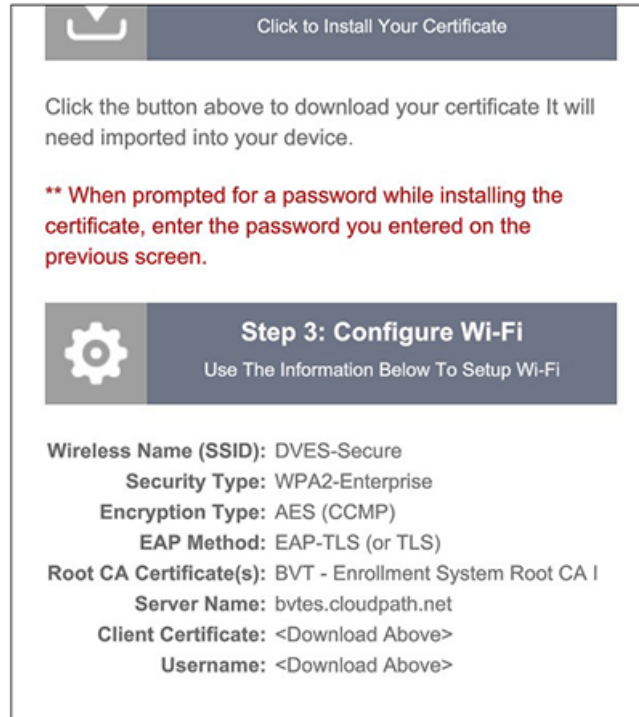 Click to Install Your Certificate
Click the button above to download your certificate It will
need imported into your device.
** When prompted for a password while installing the
certificate, enter the password you entered on the
previous screen.
Step 3: Configure Wi-Fi
Use The Information Below To Setup Wi-Fi
Wireless Name (SSID): DVES-Secure
Security Type: WPA2-Enterprise
Encryption Type: AES (CCMP)
EAP Method: EAP-TLS (or TLS)
Root CA Certificate(s): BVT - Enrollment System Root CA I
Server Name: bvtes.cloudpath.net
Client Certificate: <Download Above>
Username: <Download Above>